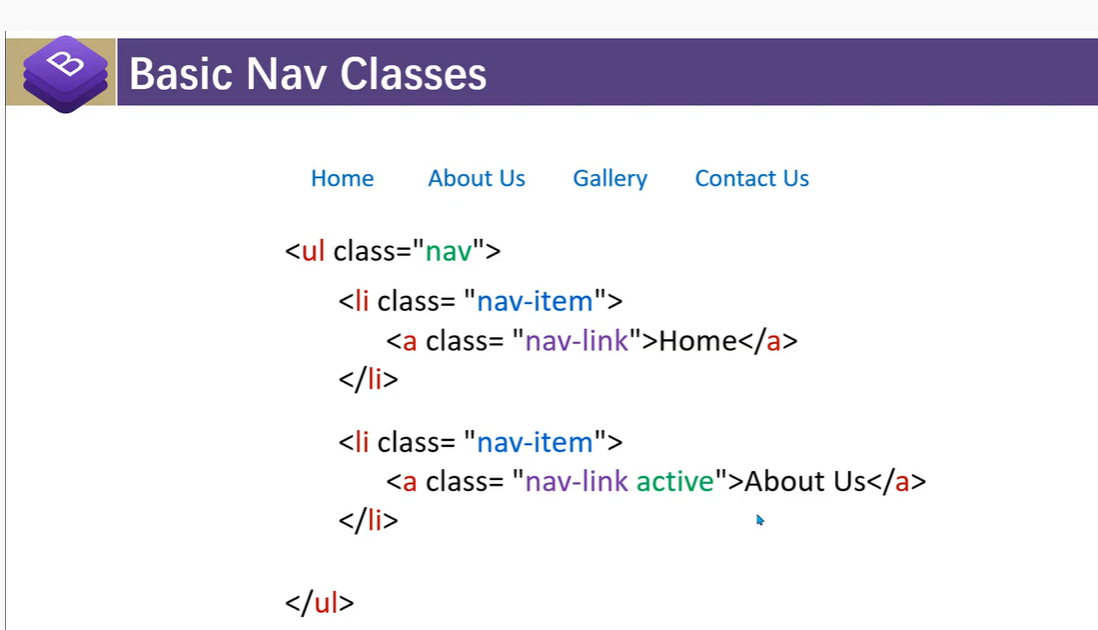 B
Basic Nav Classes
Home About Us Gallery Contact Us
<ul class="nav">
<li class= "nav-item">
<a class= "nav-link">Home</a>
</li>
<li class= "nav-item">
<a class= "nav-link active">About Us</a>
</li>
</ul>